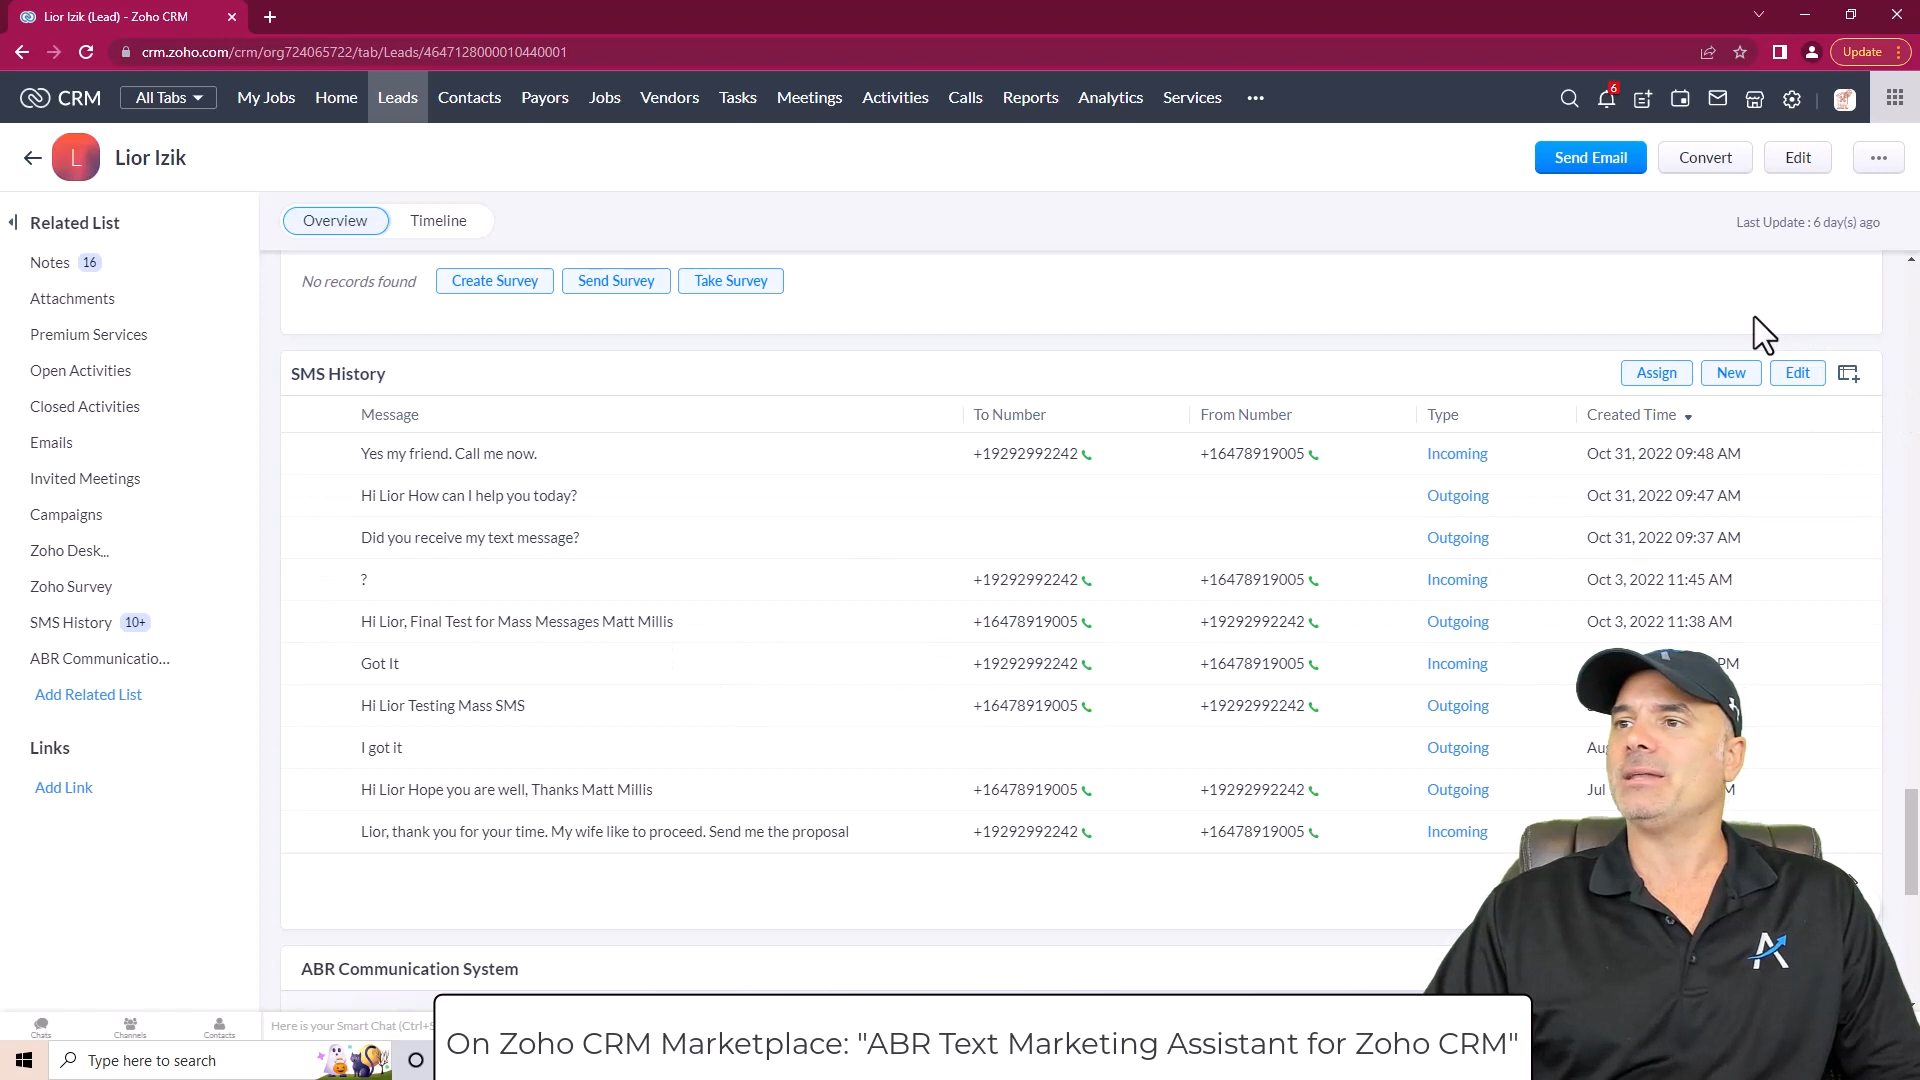 Lior Izik (Lead) - Zoho CRM
crm.zoho.com/crm/org724065722/tab/Leads/4647128000010440001
Update
CRM
All Tabs
My Jobs
Home
Leads
Contacts
Payors
Jobs
Vendors
Tasks
Meetings
Activities
Calls
Reports
Analytics
Services
6
L
Lior Izik
Send Email
Convert
Edit
Related List
Notes 16
Attachments
Premium Services
Open Activities
Closed Activities
Emails
Invited Meetings
Campaigns
Zoho Desk...
Zoho Survey
SMS History 10+
ABR Communicatio...
Add Related List
Links
Add Link
Overview
Timeline
Last Update : 6 day(s) ago
No records found
Create Survey
Send Survey
Take Survey
SMS History
Assign
New
Edit
Message To Number From Number Type Created Time
Yes my friend. Call me now. +19292992242 +16478919005 Incoming Oct 31, 2022 09:48 AM
Hi Lior How can I help you today? Outgoing Oct 31, 2022 09:47 AM
Did you receive my text message? Outgoing Oct 31, 2022 09:37 AM
? +19292992242 +16478919005 Incoming Oct 3, 2022 11:45 AM
Hi Lior, Final Test for Mass Messages Matt Millis +16478919005 +19292992242 Outgoing Oct 3, 2022 11:38 AM
Got It +19292992242 +16478919005 Incoming PM
Hi Lior Testing Mass SMS +16478919005 +19292992242 Outgoing
I got it Outgoing Aug
Hi Lior Hope you are well, Thanks Matt Millis +16478919005 +19292992242 Outgoing Jul
Lior, thank you for your time. My wife like to proceed. Send me the proposal +19292992242 +16478919005 Incoming
ABR Communication System
Chats
Channels
Contacts
Here is your Smart Chat (Ctrl+S
Type here to search
On Zoho CRM Marketplace: "ABR Text Marketing Assistant for Zoho CRM"